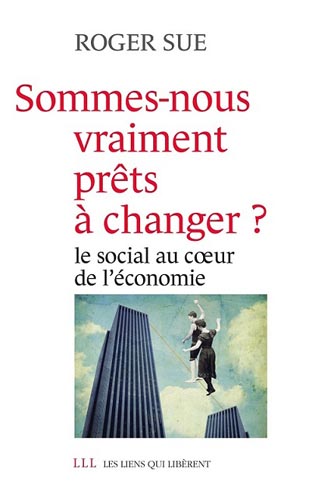 ROGER SUE
Sommes-nous
vraiment
prêts
à changer ?
le social au cœur
de l'économie
LLL LES LIENS QUI LIBÈRENT